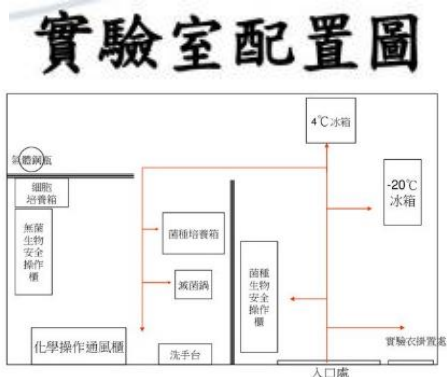 實驗室配置圖
4℃冰箱
氣體鋼瓶
-20℃
冰箱
細胞
培養箱
無菌
生物
安全
操作
櫃
菌種培養箱
滅菌鍋
菌種
生物
安全
操作
櫃
化學操作通風櫃
洗手台
實驗衣掛置處
入口處